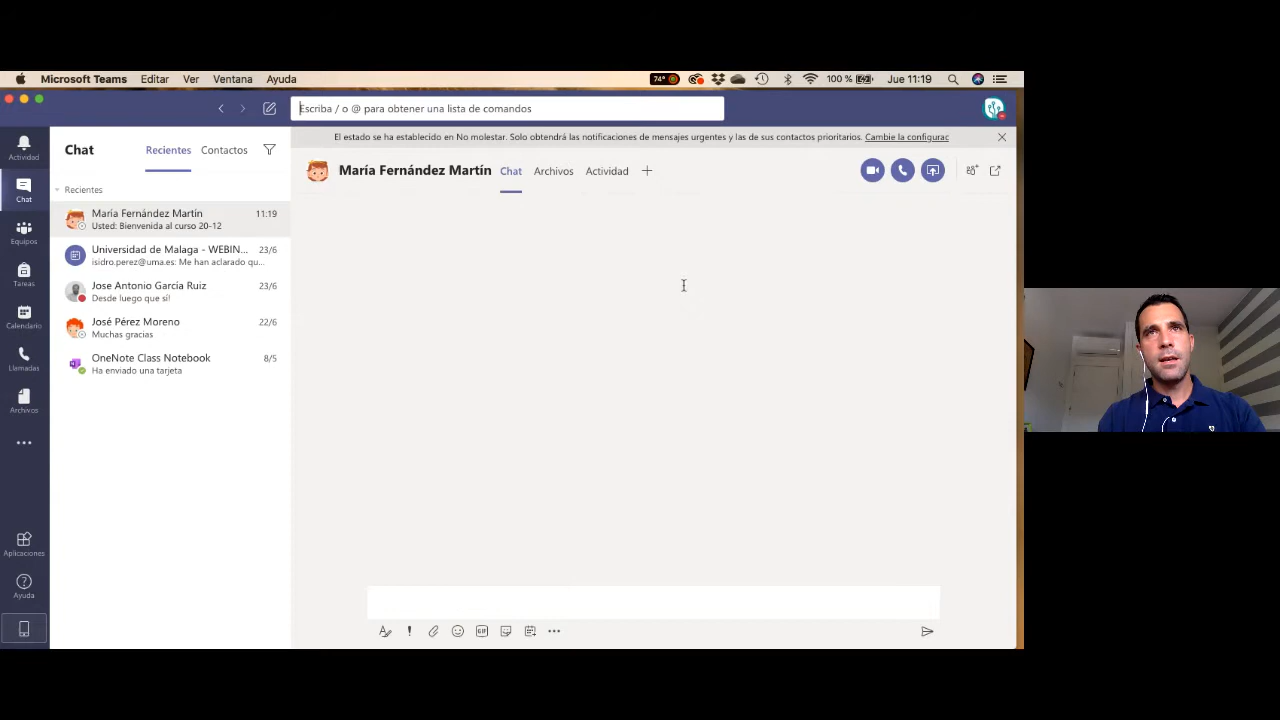 Microsoft Teams Editar Ver Ventana Ayuda 74° 100 % Jue 11:19
Escriba / o @ para obtener una lista de comandos
El estado se ha establecido en No molestar. Solo obtendrá las notificaciones de mensajes urgentes y las de sus contactos prioritarios. Cambie la configurac
Actividad
Chat
Equipos
Tareas
Calendario
Llamadas
Archivos
Aplicaciones
Ayuda
Chat Recientes Contactos
Recientes
María Fernández Martín 11:19
Usted: Bienvenida al curso 20-12
Universidad de Malaga - WEBIN... 23/6
isidro.perez@uma.es: Me han aclarado qu...
Jose Antonio García Ruiz 23/6
Desde luego que sí!
José Pérez Moreno 22/6
Muchas gracias
OneNote Class Notebook 8/5
Ha enviado una tarjeta
María Fernández Martín Chat Archivos Actividad
GIF